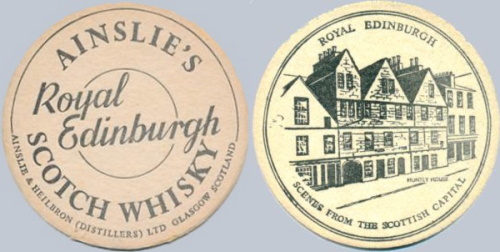 AINSLIE'S
Royal
Edinburgh
SCOTCH WHISKY
AINSLIE & HEILBRON (DISTILLERS) LTD GLASGOW SCOTLAND
ROYAL EDINBURGH
HUNTLY HOUSE
SCENES FROM THE SCOTTISH CAPITAL